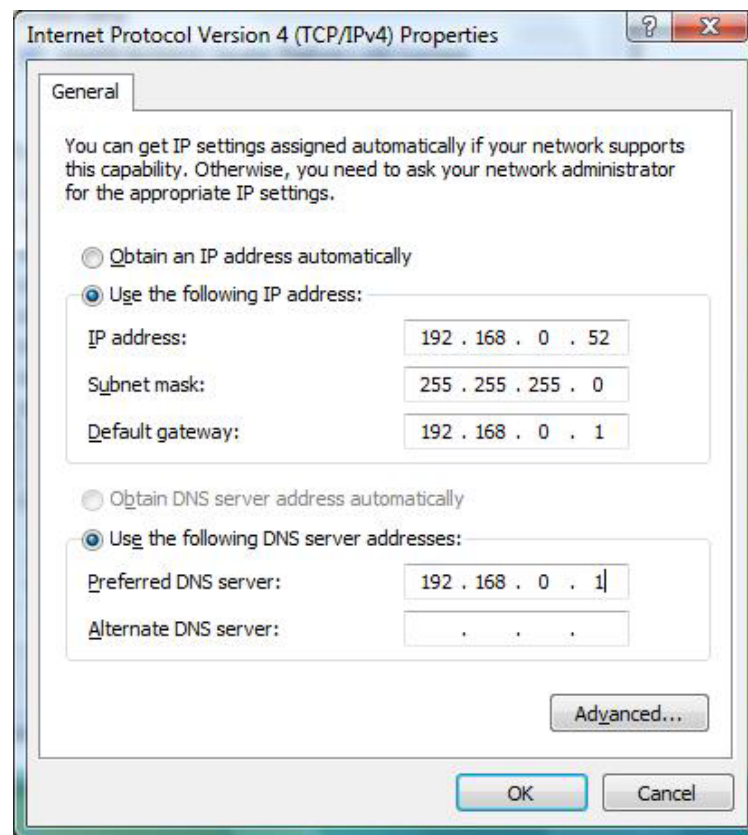 Internet Protocol Version 4 (TCP/IPv4) Properties
General
You can get IP settings assigned automatically if your network supports
this capability. Otherwise, you need to ask your network administrator
for the appropriate IP settings.
Obtain an IP address automatically
Use the following IP address:
IP address: 192 . 168 . 0 . 52
Subnet mask: 255 . 255 . 255 . 0
Default gateway: 192 . 168 . 0 . 1
Obtain DNS server address automatically
Use the following DNS server addresses:
Preferred DNS server: 192 . 168 . 0 . 1
Alternate DNS server: . . .
Advanced...
OK Cancel